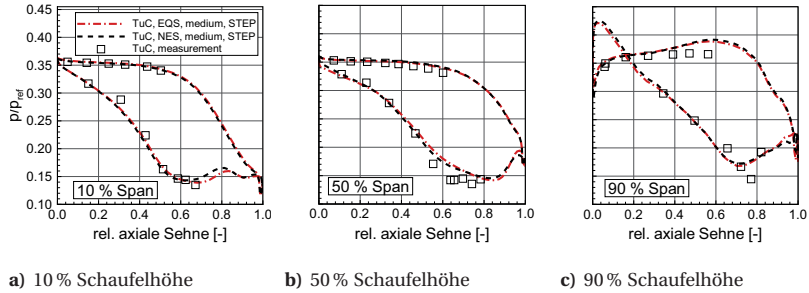 TuC, EQS, medium, STEP
TuC, NES, medium, STEP
TuC, measurement
p/p_ref
0.45
0.40
0.35
0.30
0.25
0.20
0.15
0.10
10 % Span
0.0 0.2 0.4 0.6 0.8 1.0
rel. axiale Sehne [-]
50 % Span
0.0 0.2 0.4 0.6 0.8 1.0
rel. axiale Sehne [-]
90 % Span
0.0 0.2 0.4 0.6 0.8 1.0
rel. axiale Sehne [-]
a) 10 % Schaufelhöhe
b) 50 % Schaufelhöhe
c) 90 % Schaufelhöhe